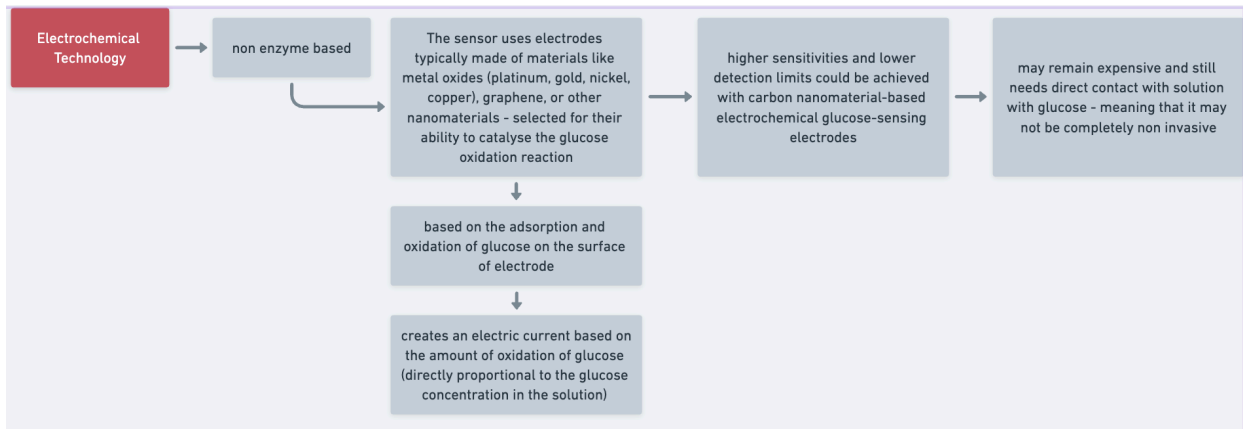 Electrochemical
Technology
non enzyme based
The sensor uses electrodes
typically made of materials like
metal oxides (platinum, gold, nickel,
copper), graphene, or other
nanomaterials - selected for their
ability to catalyse the glucose
oxidation reaction
higher sensitivities and lower
detection limits could be achieved
with carbon nanomaterial-based
electrochemical glucose-sensing
electrodes
may remain expensive and still
needs direct contact with solution
with glucose - meaning that it may
not be completely non invasive
based on the adsorption and
oxidation of glucose on the surface
of electrode
creates an electric current based on
the amount of oxidation of glucose
(directly proportional to the glucose
concentration in the solution)